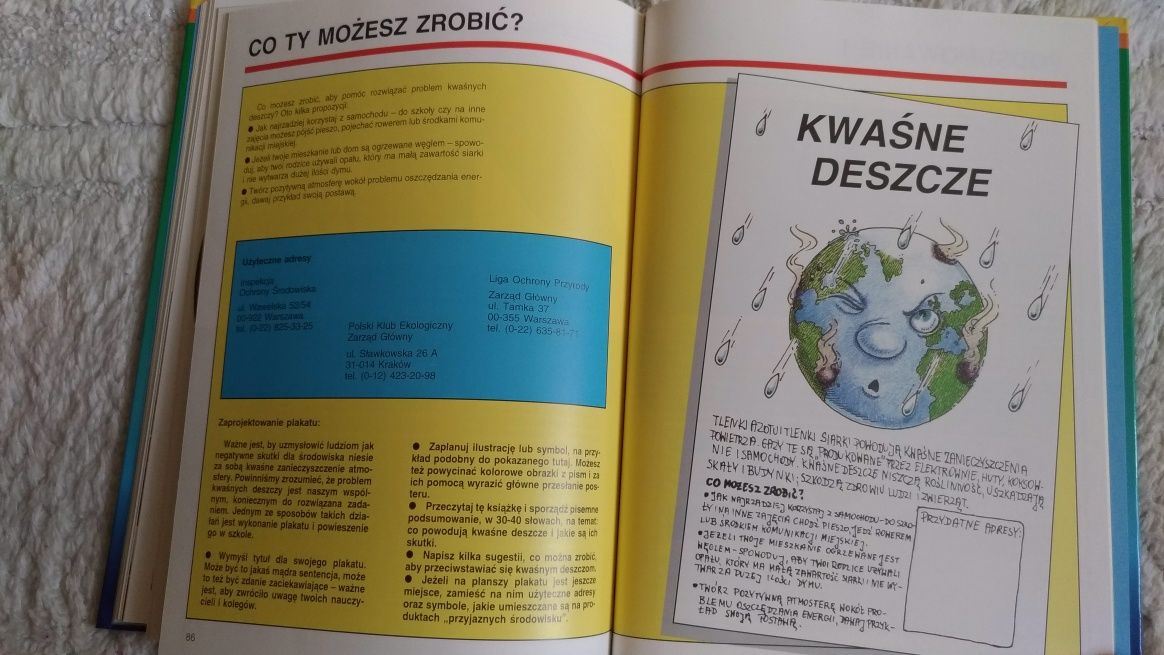 CO TY MOŻESZ ZROBIĆ?
Co możesz zrobić, aby pomóc rozwiązać problem kwaśnych
deszczy? Oto kilka propozycji:
● Jak najrzadziej korzystaj z samochodu – do szkoły czy na inne
zajęcia możesz pójść pieszo, pojechać rowerem lub środkami komu-
nikacji miejskiej.
● Jeżeli twoje mieszkanie lub dom są ogrzewane węglem – spowo-
duj, aby twoi rodzice używali opału, który ma małą zawartość siarki
i nie wytwarza dużej ilości dymu.
● Twórz pozytywną atmosferę wokół problemu oszczędzania ener-
gii, dawaj przykład swoją postawą.
Użyteczne adresy
Inspekcja
Ochrony Środowiska
ul. Wawelska 52/54
00-922 Warszawa
tel. (0-22) 825-33-25
Polski Klub Ekologiczny
Zarząd Główny
ul. Sławkowska 26 A
31-014 Kraków
tel. (0-12) 423-20-98
Liga Ochrony Przyrody
Zarząd Główny
ul. Tamka 37
00-355 Warszawa
tel. (0-22) 635-81-71
Zaprojektowanie plakatu:
Ważne jest, by uzmysłowić ludziom jak
negatywne skutki dla środowiska niesie
za sobą kwaśne zanieczyszczenie atmo-
sfery. Powinniśmy zrozumieć, że problem
kwaśnych deszczy jest naszym wspól-
nym, koniecznym do rozwiązana zada-
niem. Jednym ze sposobów takich dzia-
łań jest wykonanie plakatu i powieszenie
go w szkole.
● Wymyśl tytuł dla swojego plakatu.
Może być to jakaś mądra sentencja, może
to też być zdanie zaciekawiające – ważne
jest, aby zwróciło uwagę twoich nauczy-
cieli i kolegów.
● Zaplanuj ilustrację lub symbol, na przy-
kład podobny do pokazanego tutaj. Możesz
też powycinać kolorowe obrazki z pism i za
ich pomocą wyrazić główne przesłanie pos-
teru.
● Przeczytaj tę książkę i sporządź pisemne
podsumowanie, w 30-40 słowach, na temat:
co powodują kwaśne deszcze i jakie są ich
skutki.
● Napisz kilka sugestii, co można zrobić,
aby przeciwstawiać się kwaśnym deszczom.
● Jeżeli na planszy plakatu jest jeszcze
miejsce, zamieść na nim użyteczne adresy
oraz symbole, jakie umieszczane są na pro-
duktach „przyjaznych środowisku”.
86
KWAŚNE
DESZCZE
TLENKI AZOTU I TLENKI SIARKI POWODUJĄ KWAŚNE ZANIECZYSZCZENIA
POWIETRZA. GAZY TE SĄ „PRODUKOWANE” PRZEZ ELEKTROWNIE, HUTY, KOKSOW-
NIE I SAMOCHODY. KWAŚNE DESZCZE NISZCZĄ ROŚLINNOŚĆ, USZKADZAJĄ
SKAŁY I BUDYNKI; SZKODZĄ ZDROWIU LUDZI I ZWIERZĄT.
CO MOŻESZ ZROBIĆ?
• JAK NAJRZADZIEJ KORZYSTAJ Z SAMOCHODU – DO SZKO-
ŁY I NA INNE ZAJĘCIA CHODŹ PIESZO, JEDŹ ROWEREM
LUB ŚRODKIEM KOMUNIKACJI MIEJSKIEJ.
• JEŻELI TWOJE MIESZKANIE OGRZEWANE JEST
WĘGLEM – SPOWODUJ, ABY TWOI RODZICE UŻYWALI
OPAŁU, KTÓRY MA MAŁĄ ZAWARTOŚĆ SIARKI I NIE WY-
TWARZA DUŻEJ ILOŚCI DYMU.
• TWÓRZ POZYTYWNĄ ATMOSFERĘ WOKÓŁ PRO-
BLEMU OSZCZĘDZANIA ENERGII, DAWAJ PRZYK-
ŁAD SWOJĄ POSTAWĄ.
PRZYDATNE ADRESY: